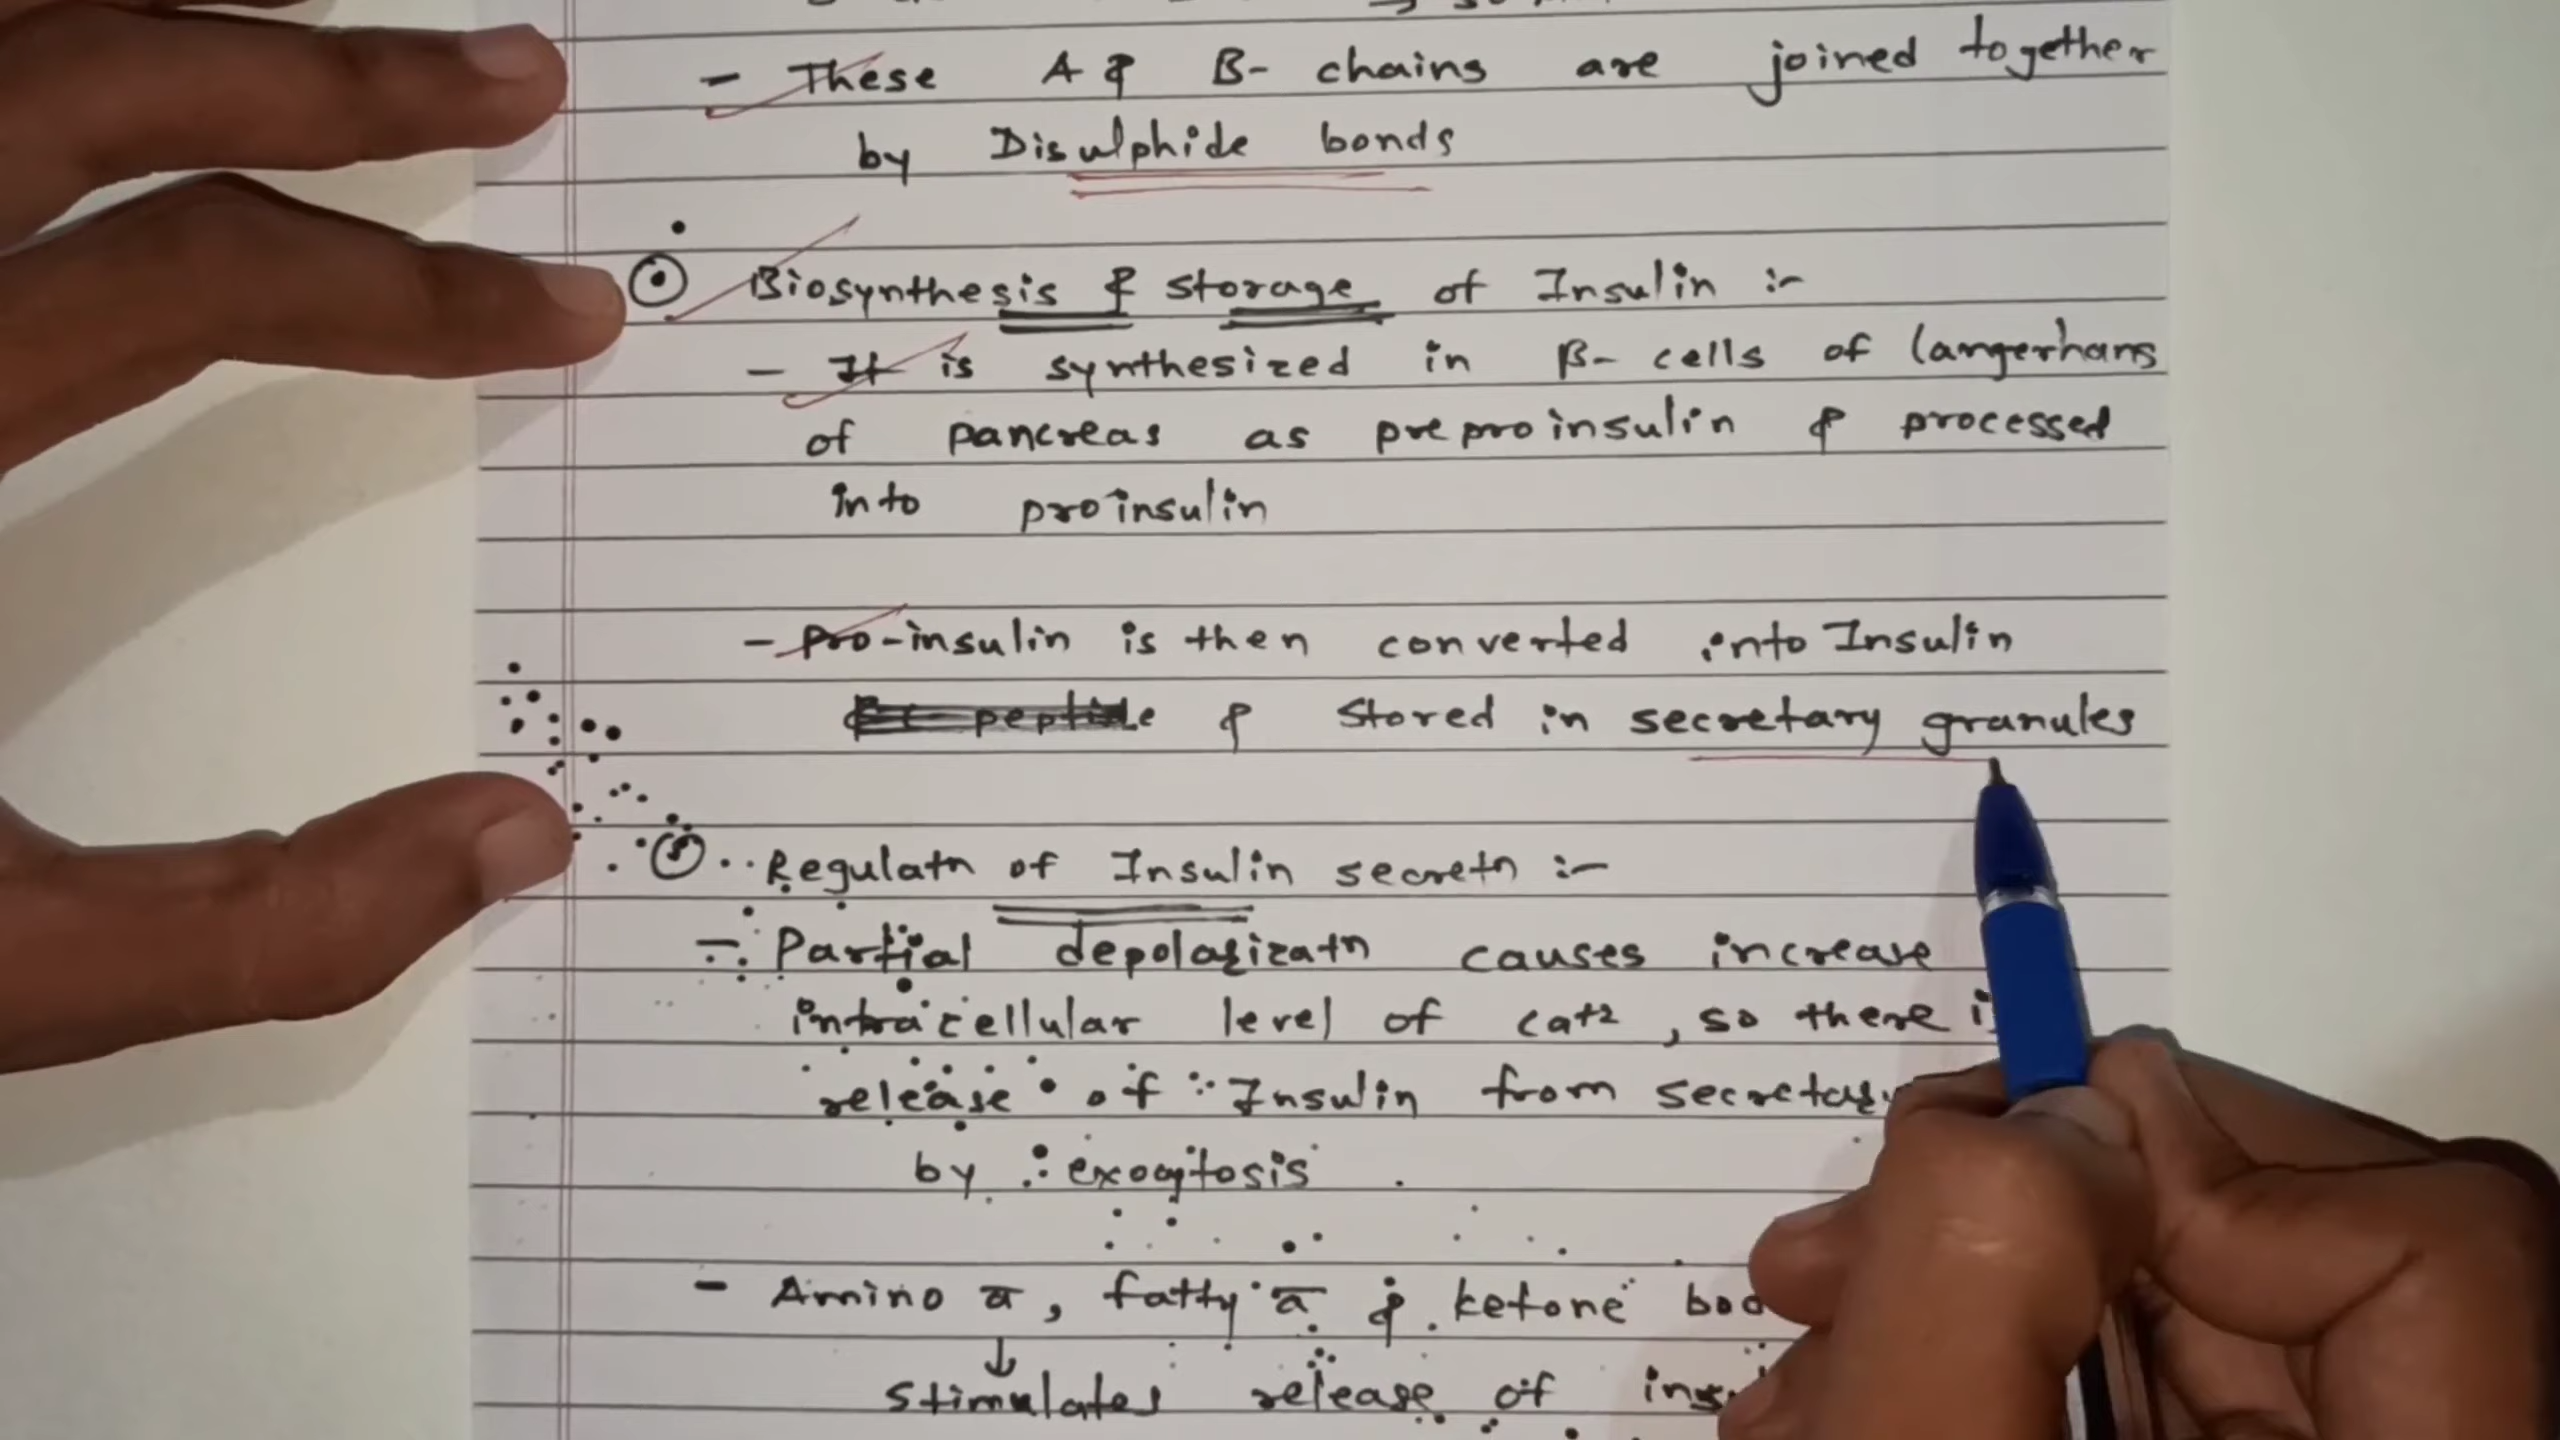 - These A & B- chains are joined together
by Disulphide bonds
Biosynthesis & storage of Insulin :-
- It is synthesized in β- cells of langerhans
of pancreas as preproinsulin & processed
into proinsulin
- Pro-insulin is then converted into Insulin
& stored in secretary granules
Regulatn of Insulin secretn :-
- Partial depolarizatn causes increase
intracellular level of ca+2, so there
release of Insulin from
by exocytosis
- Amino a̅, fatty a̅ & ketone
↓
stimulates release of